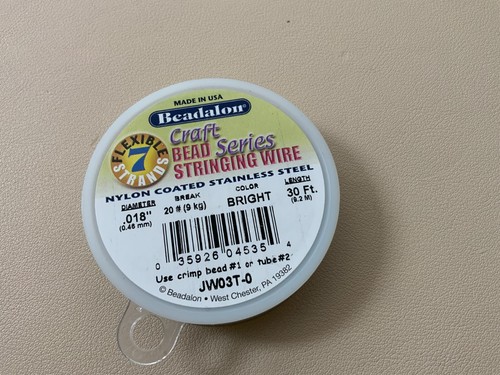 MADE IN USA
Beadalon®
Craft Series
BEAD
STRINGING WIRE
FLEXIBLE
7
STRANDS
NYLON COATED STAINLESS STEEL
DIAMETER BREAK COLOR LENGTH
.018" 20 # (9 kg) BRIGHT 30 Ft.
(0.46 mm) (9.2 M)
0 35926 04535 4
Use crimp bead #1 or tube #2
JW03T-0
© Beadalon • West Chester, PA 19382